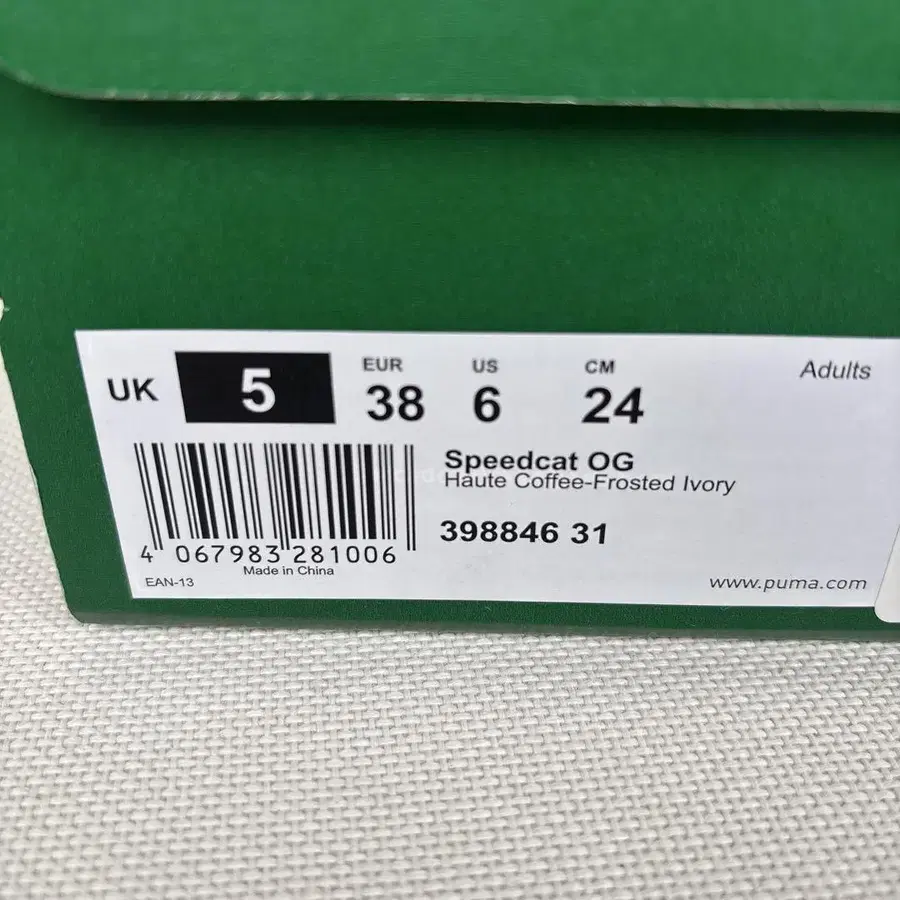 UK 5 EUR 38 US 6 CM 24 Adults
Speedcat OG
Haute Coffee-Frosted Ivory
398846 31
4 067983 281006
Made in China
EAN-13
www.puma.com